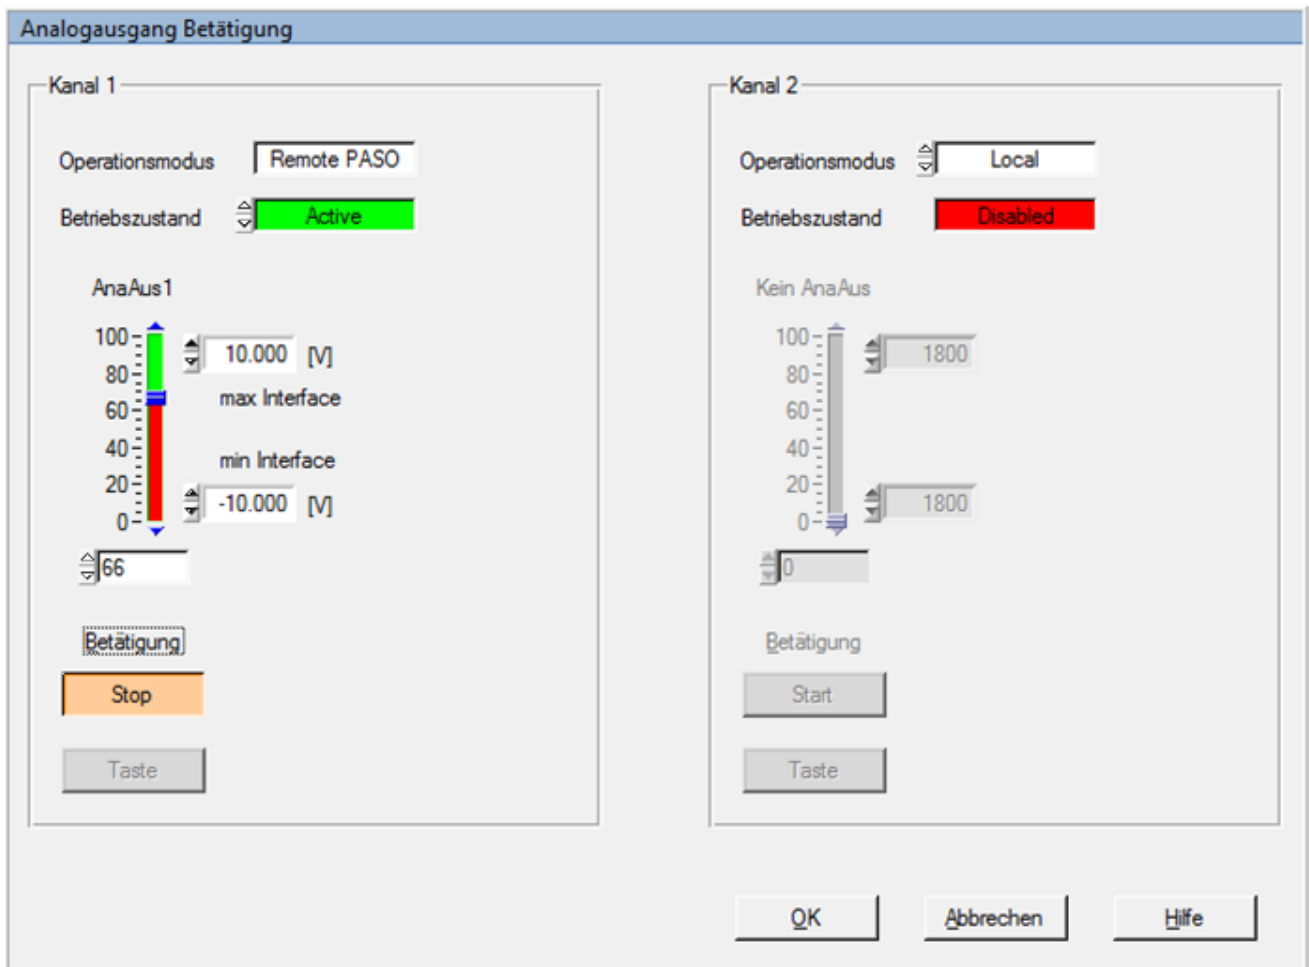 Analogausgang Betätigung
Kanal 1
Operationsmodus Remote PASO
Betriebszustand Active
AnaAus1
100
10.000 [V]
80
max Interface
60
40
min Interface
20
-10.000 [V]
0
66
Betätigung
Stop
Taste
Kanal 2
Operationsmodus Local
Betriebszustand Disabled
Kein AnaAus
100
1800
80
60
40
20
1800
0
0
Betätigung
Start
Taste
OK Abbrechen Hilfe